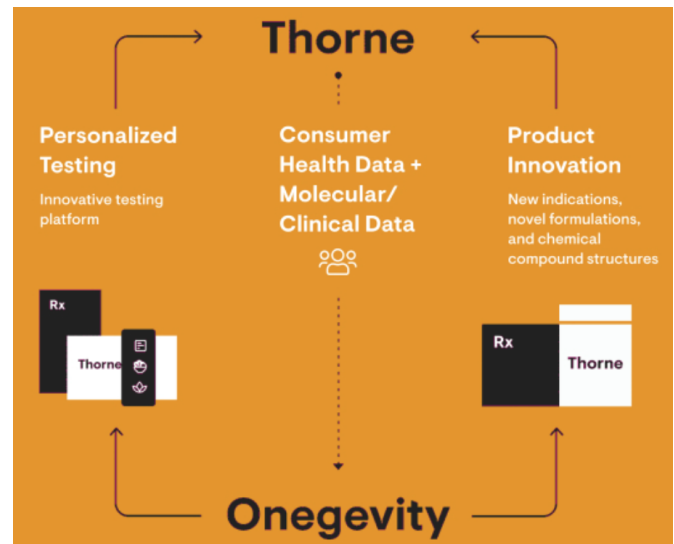 Thorne
Personalized
Testing
Innovative testing
platform
Consumer
Health Data +
Molecular/
Clinical Data
Product
Innovation
New indications,
novel formulations,
and chemical
compound structures
Rx
Thorne
Rx
Thorne
Onegevity